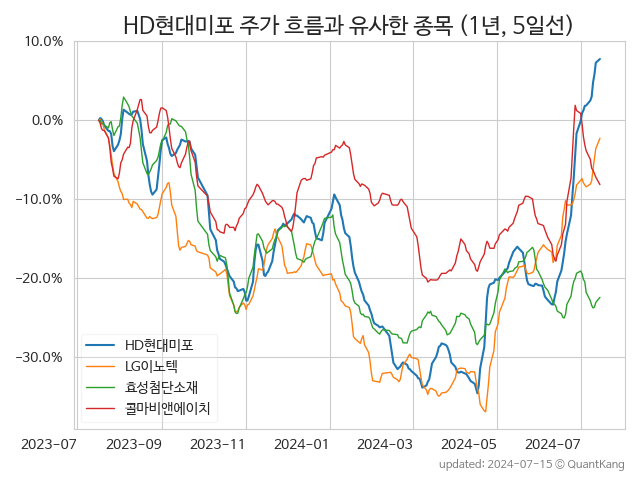 HD현대미포 주가 흐름과 유사한 종목 (1년, 5일선)
10.0%
0.0%
−10.0%
−20.0%
−30.0%
HD현대미포
LG이노텍
효성첨단소재
콜마비앤에이치
2023-07 2023-09 2023-11 2024-01 2024-03 2024-05 2024-07
updated: 2024-07-15 © QuantKang